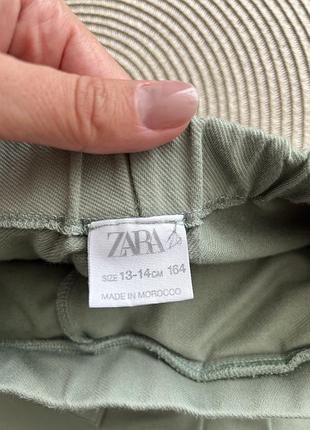 ZARA
SIZE 13-14 CM 164
MADE IN MOROCCO